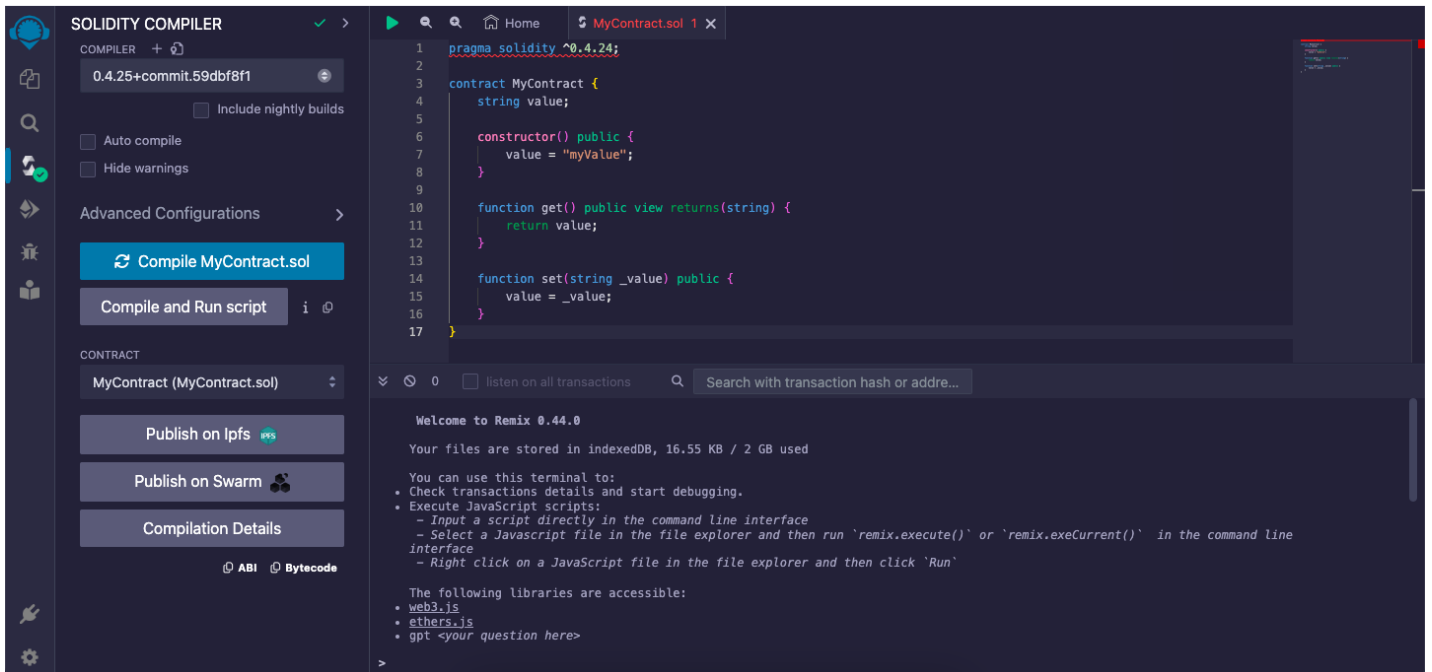 SOLIDITY COMPILER
COMPILER
0.4.25+commit.59dbf8f1
Include nightly builds
Auto compile
Hide warnings
Advanced Configurations
Compile MyContract.sol
Compile and Run script
i
CONTRACT
MyContract (MyContract.sol)
Publish on Ipfs IPFS
Publish on Swarm
Compilation Details
ABI Bytecode
Home MyContract.sol 1
1 pragma solidity ^0.4.24;
2
3 contract MyContract {
4 string value;
5
6 constructor() public {
7 value = "myValue";
8 }
9
10 function get() public view returns(string) {
11 return value;
12 }
13
14 function set(string _value) public {
15 value = _value;
16 }
17 }
0 listen on all transactions Search with transaction hash or addre...
Welcome to Remix 0.44.0
Your files are stored in indexedDB, 16.55 KB / 2 GB used
You can use this terminal to:
• Check transactions details and start debugging.
• Execute JavaScript scripts:
- Input a script directly in the command line interface
- Select a Javascript file in the file explorer and then run `remix.execute()` or `remix.exeCurrent()` in the command line
interface
- Right click on a JavaScript file in the file explorer and then click `Run`
The following libraries are accessible:
• web3.js
• ethers.js
• gpt <your question here>
>